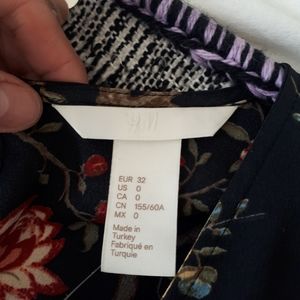 H&M
EUR 32
US 0
CA 0
CN 155/60A
MX 0
Made in
Turkey
Fabriqué en
Turquie